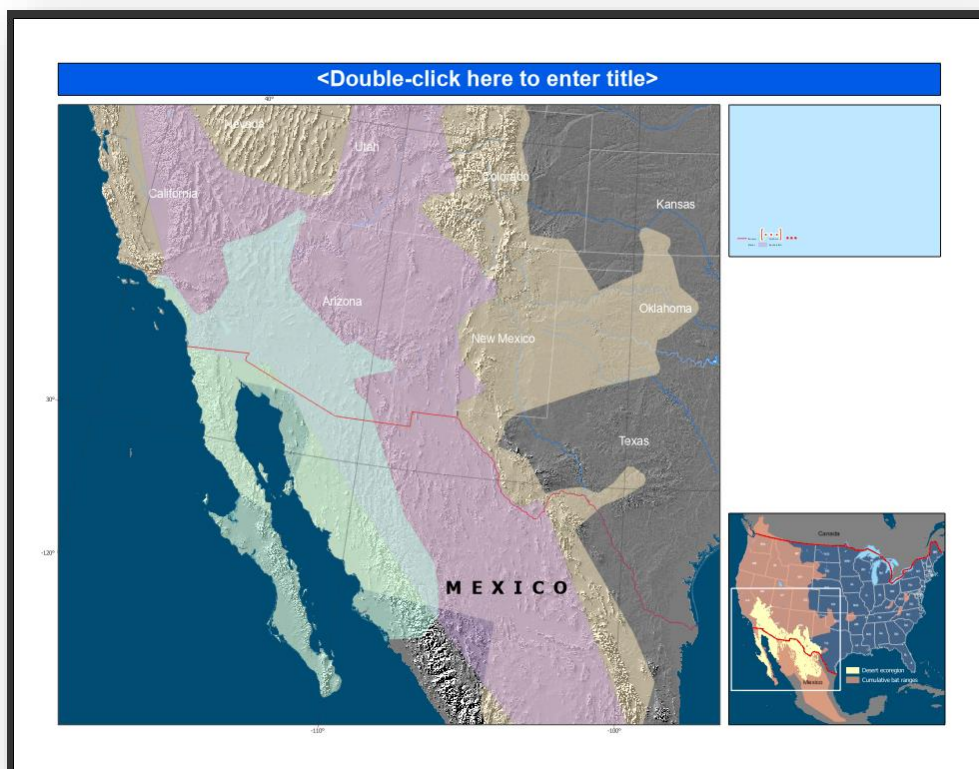 <Double-click here to enter title>
40°
Nevada
Utah
Colorado
California
Kansas
Arizona
Oklahoma
New Mexico
30°
Texas
-120°
MEXICO
-110°
-100°
Canada
Desert ecoregion
Cumulative bat ranges
Mexico